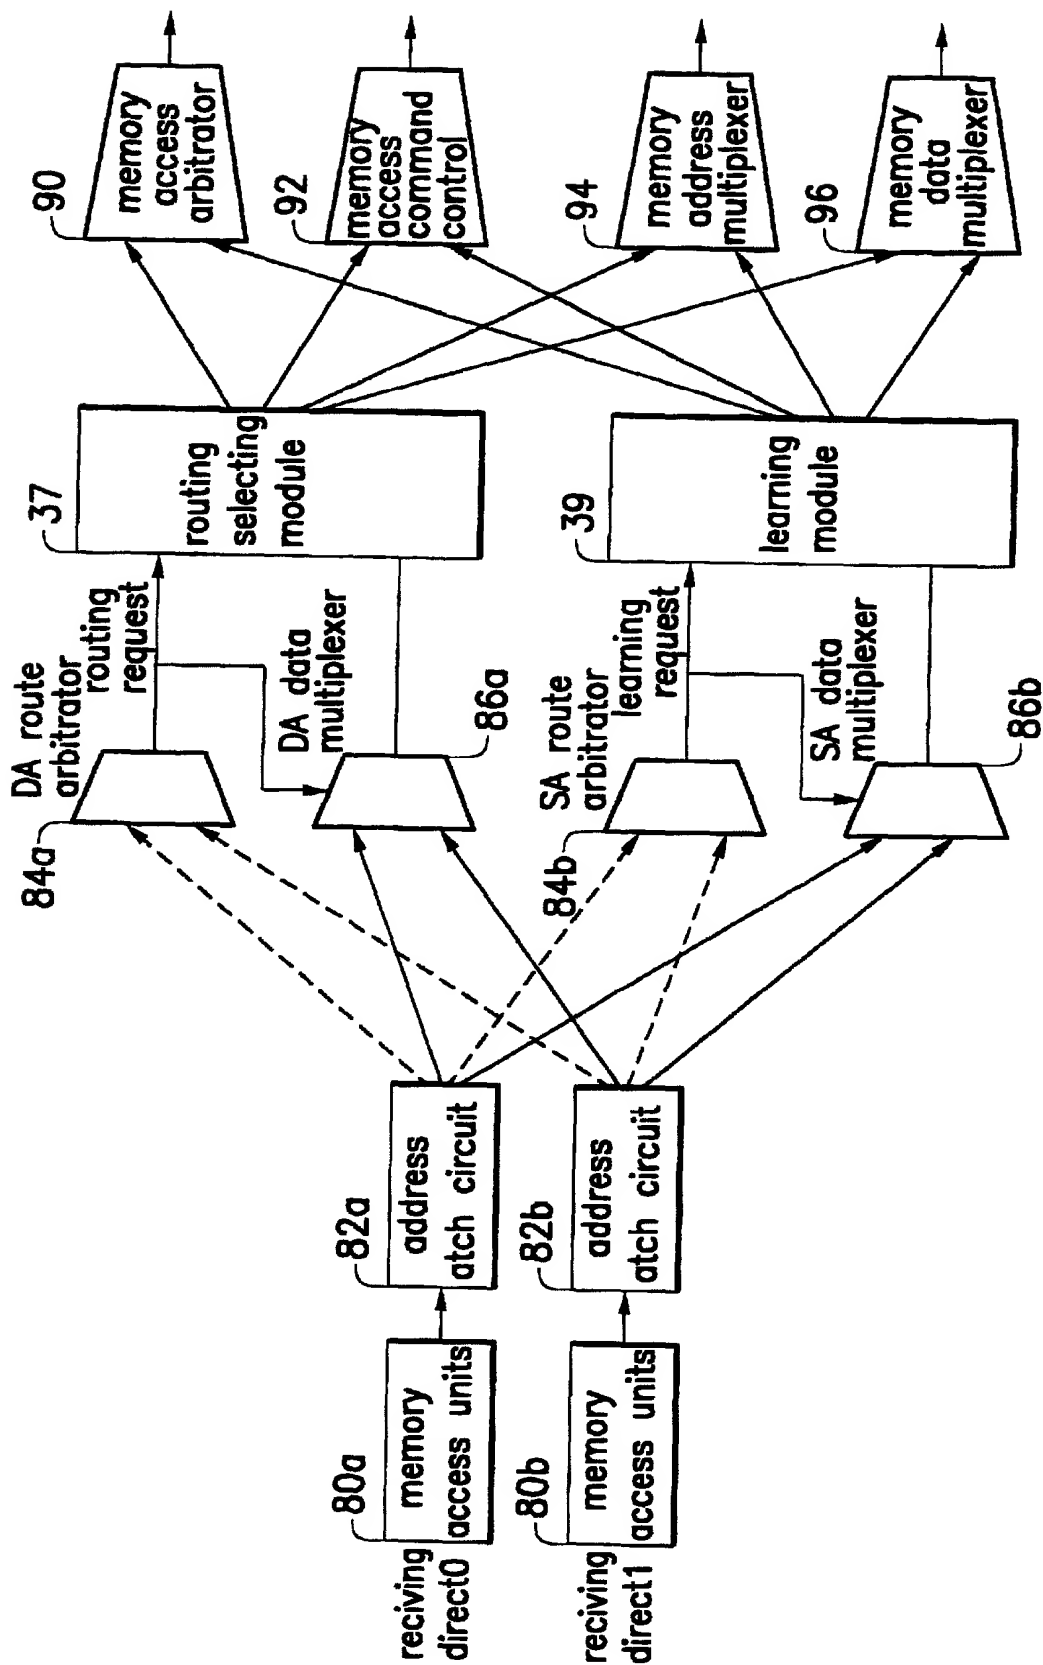 reciving
direct0
80a
memory
access units
82a
address
atch circuit
reciving
direct1
80b
memory
access units
82b
address
atch circuit
84a
DA route
arbitrator
routing
request
DA data
multiplexer
86a
84b
SA route
arbitrator
learning
request
SA data
multiplexer
86b
37
routing
selecting
module
39
learning
module
90
memory
access
arbitrator
92
memory
access
command
control
94
memory
address
multiplexer
96
memory
data
multiplexer